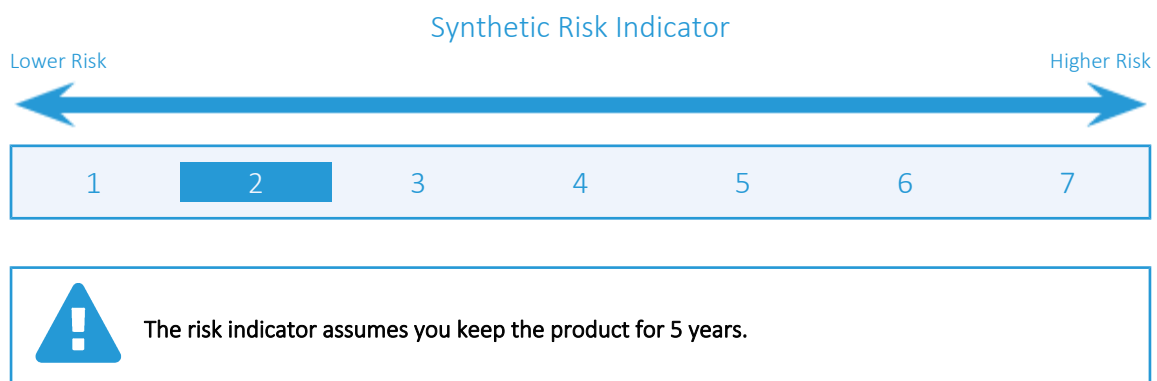 Synthetic Risk Indicator
Lower Risk Higher Risk
1 2 3 4 5 6 7
The risk indicator assumes you keep the product for 5 years.